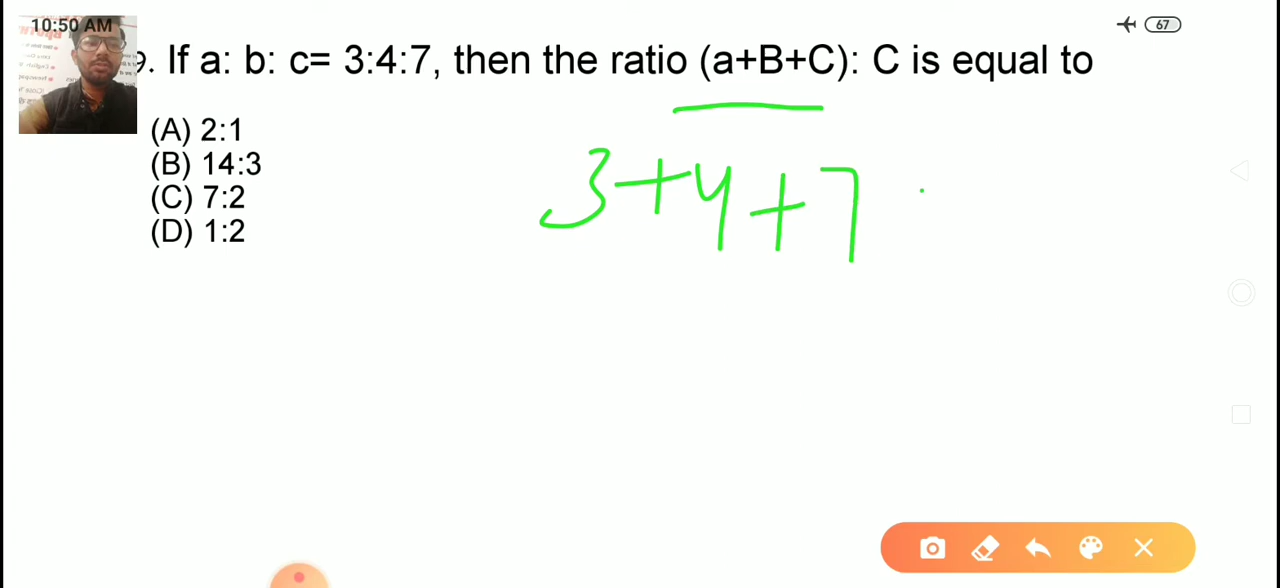 10:50 AM
67
9. If a: b: c= 3:4:7, then the ratio (a+B+C): C is equal to
(A) 2:1
(B) 14:3
(C) 7:2
(D) 1:2
3+4+7